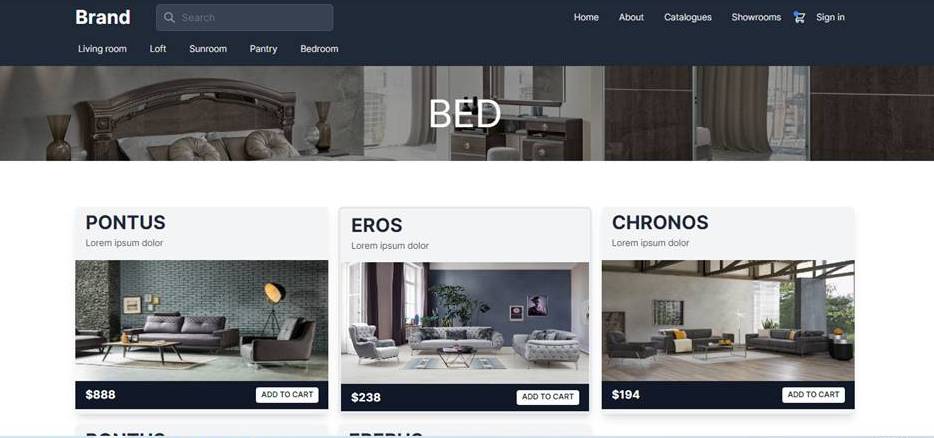 Brand
Search
Home About Catalogues Showrooms Sign in
Living room Loft Sunroom Pantry Bedroom
BED
PONTUS
Lorem ipsum dolor
$888 ADD TO CART
EROS
Lorem ipsum dolor
$238 ADD TO CART
CHRONOS
Lorem ipsum dolor
$194 ADD TO CART